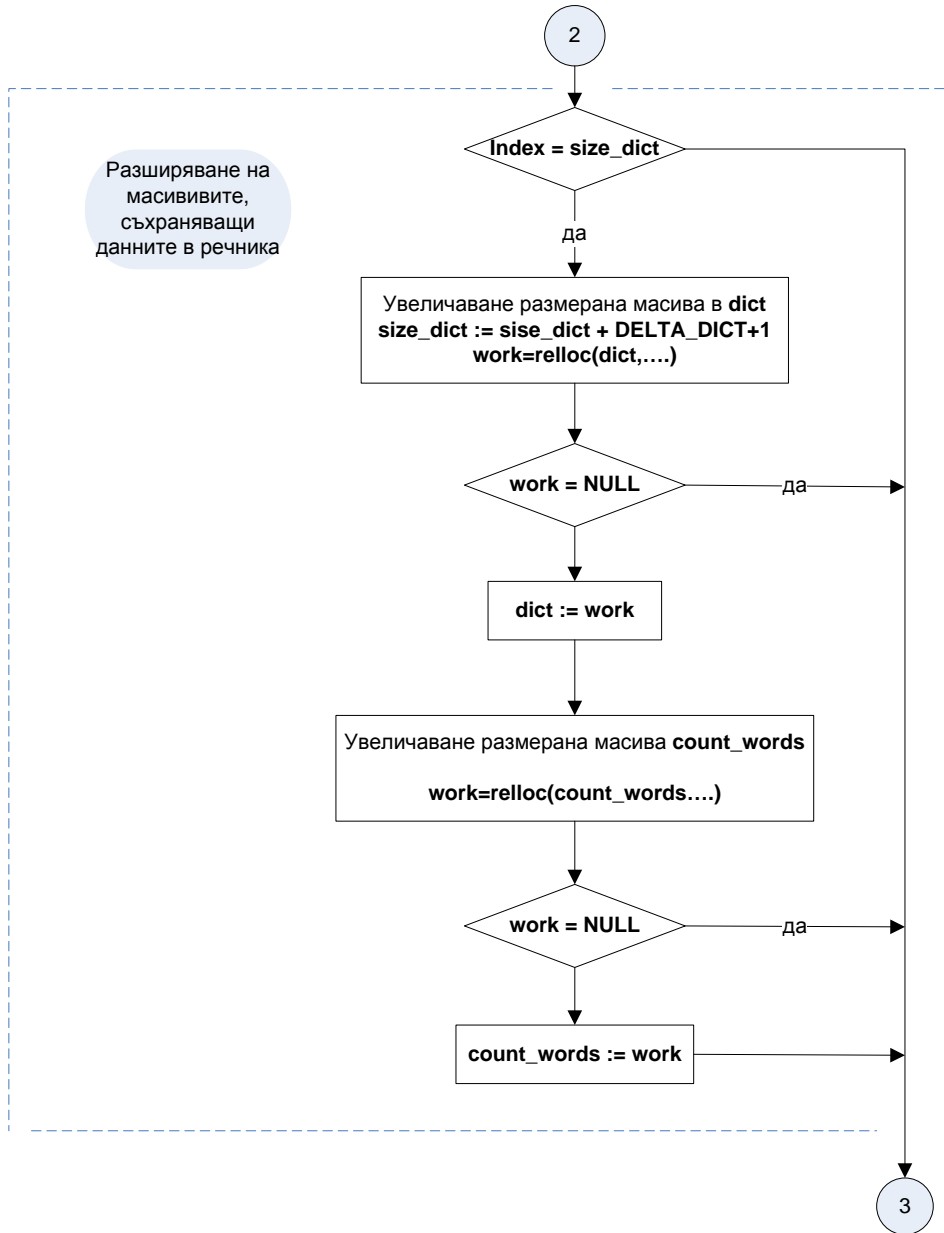 2
Index = size_dict
Разширяване на
масививите,
съхраняващи
данните в речника
да
Увеличаване размерана масива в dict
size_dict := sise_dict + DELTA_DICT+1
work=relloc(dict,....)
work = NULL
да
dict := work
Увеличаване размерана масива count_words
work=relloc(count_words....)
work = NULL
да
count_words := work
3